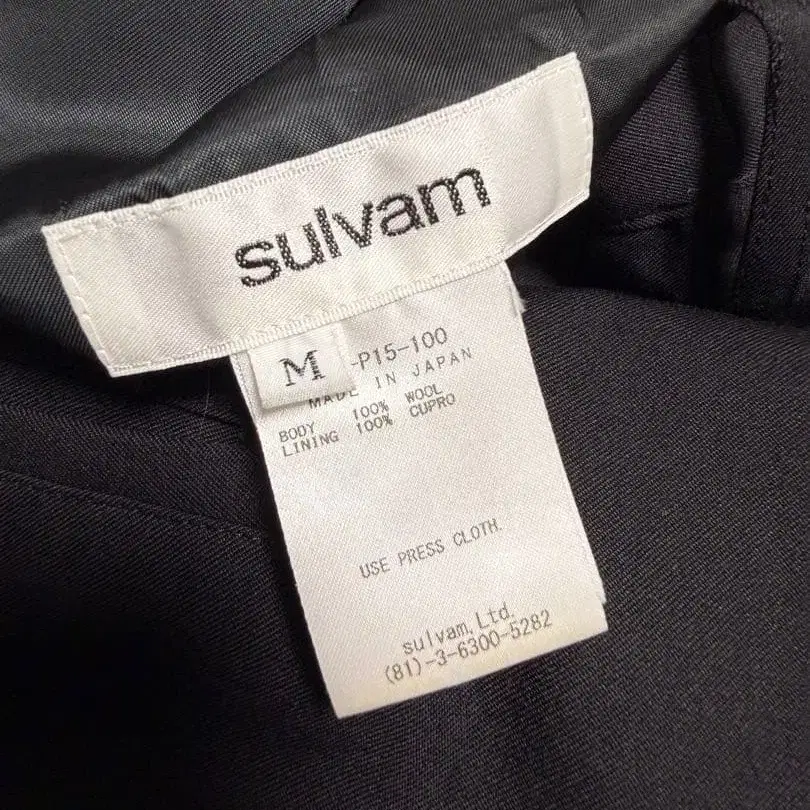 sulvam
M
-P15-100
MADE IN JAPAN
BODY 100% WOOL
LINING 100% CUPRO
USE PRESS CLOTH.
sulvam,Ltd.
(81)-3-6300-5282